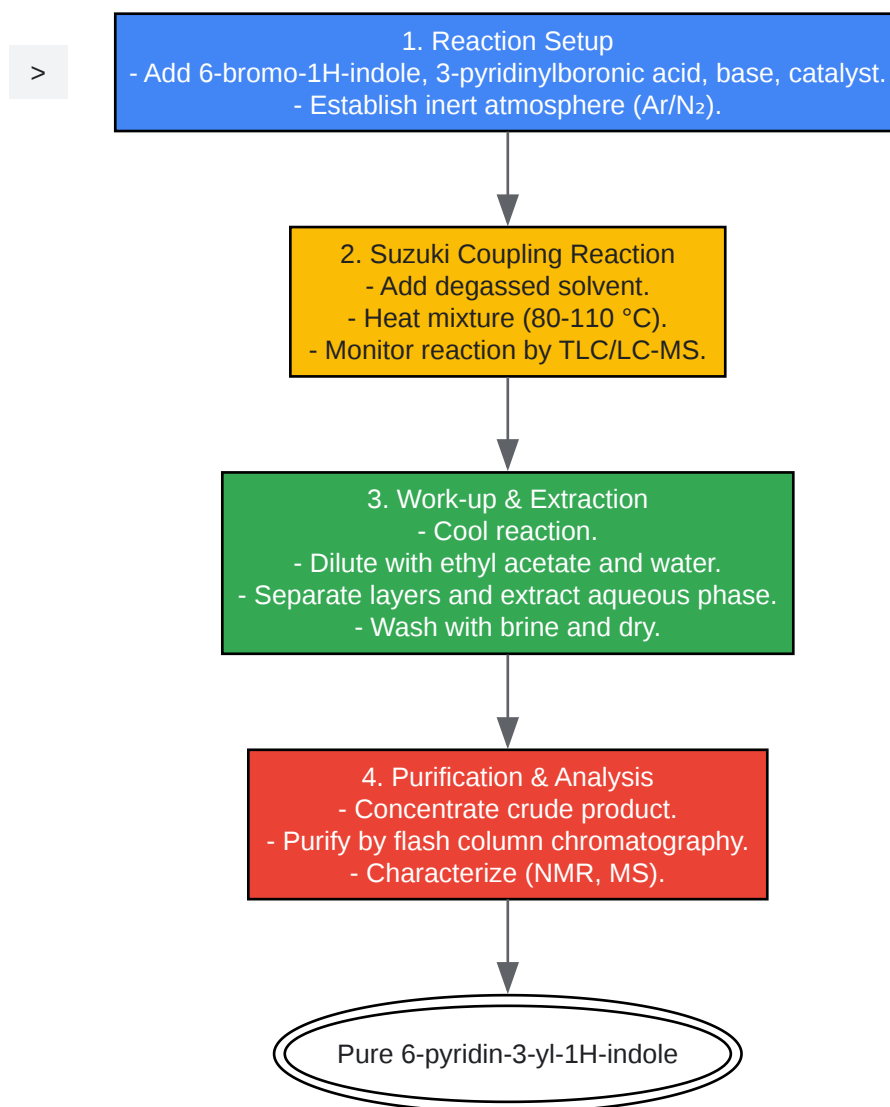 >
1. Reaction Setup
- Add 6-bromo-1H-indole, 3-pyridinylboronic acid, base, catalyst.
- Establish inert atmosphere (Ar/N₂).
2. Suzuki Coupling Reaction
- Add degassed solvent.
- Heat mixture (80-110 °C).
- Monitor reaction by TLC/LC-MS.
3. Work-up & Extraction
- Cool reaction.
- Dilute with ethyl acetate and water.
- Separate layers and extract aqueous phase.
- Wash with brine and dry.
4. Purification & Analysis
- Concentrate crude product.
- Purify by flash column chromatography.
- Characterize (NMR, MS).
Pure 6-pyridin-3-yl-1H-indole